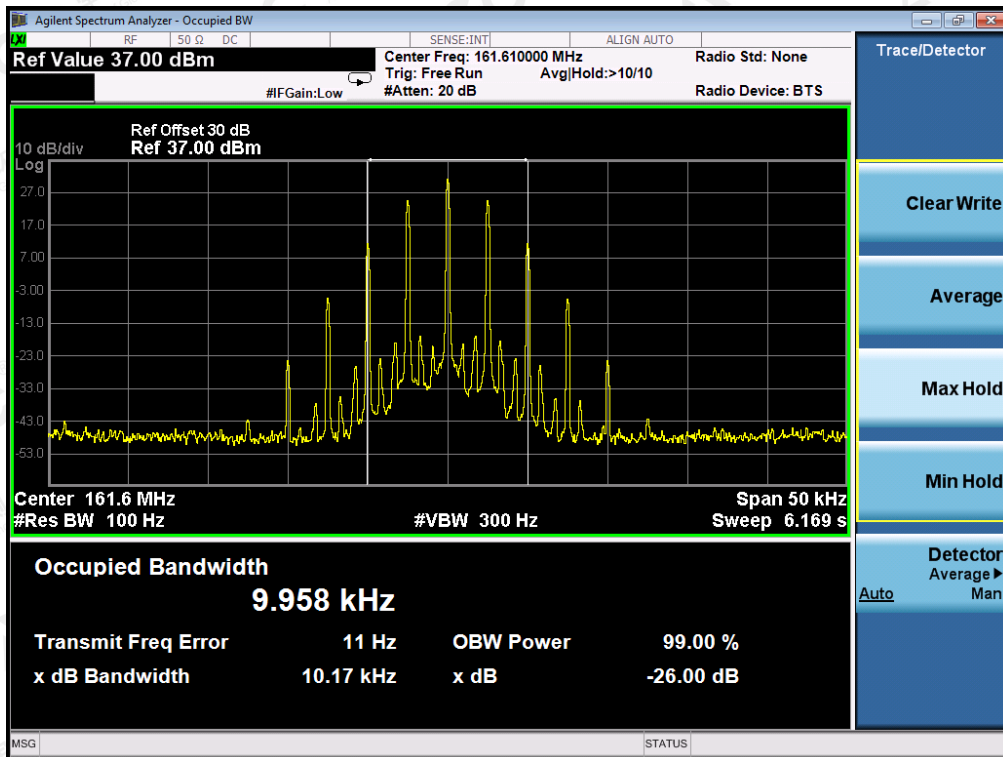 Agilent Spectrum Analyzer - Occupied BW
LXI RF 50 Ω DC SENSE:INT ALIGN AUTO
Ref Value 37.00 dBm
Center Freq: 161.610000 MHz Radio Std: None
Trig: Free Run Avg|Hold:>10/10
#IFGain:Low #Atten: 20 dB Radio Device: BTS
Ref Offset 30 dB
10 dB/div Ref 37.00 dBm
Log
27.0
17.0
7.00
-3.00
-13.0
-23.0
-33.0
-43.0
-53.0
Center 161.6 MHz Span 50 kHz
#Res BW 100 Hz #VBW 300 Hz Sweep 6.169 s
Occupied Bandwidth
9.958 kHz
Transmit Freq Error 11 Hz OBW Power 99.00 %
x dB Bandwidth 10.17 kHz x dB -26.00 dB
MSG STATUS
Trace/Detector
Clear Write
Average
Max Hold
Min Hold
Detector
Average▶
Auto Man